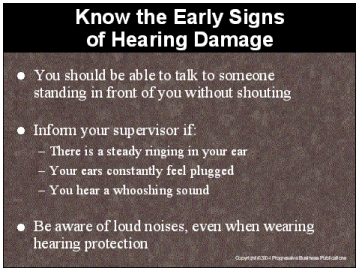 Know the Early Signs
of Hearing Damage
You should be able to talk to someone
standing in front of you without shouting
Inform your supervisor if:
– There is a steady ringing in your ear
– Your ears constantly feel plugged
– You hear a whooshing sound
Be aware of loud noises, even when wearing
hearing protection
Progressive Business Publications